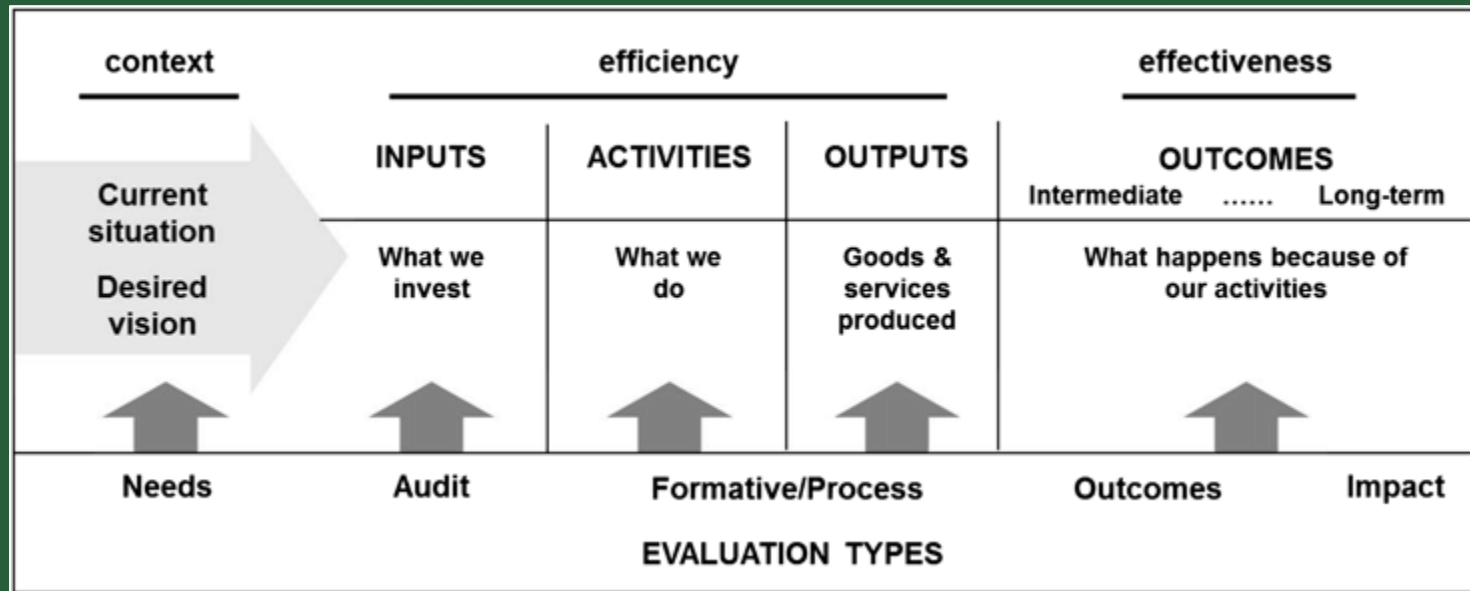 context
efficiency
effectiveness
INPUTS
ACTIVITIES
OUTPUTS
OUTCOMES
Intermediate ...... Long-term
Current
situation
Desired
vision
What we
invest
What we
do
Goods &
services
produced
What happens because of
our activities
Needs
Audit
Formative/Process
Outcomes
Impact
EVALUATION TYPES